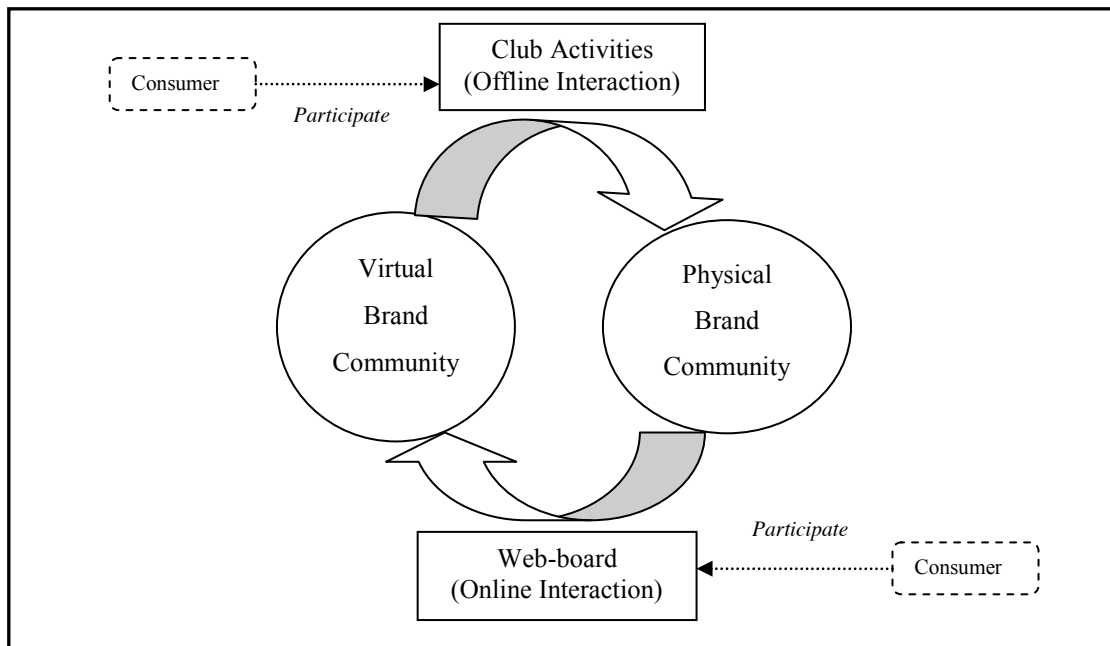 Club Activities
(Offline Interaction)
Consumer
Participate
Virtual
Brand
Community
Physical
Brand
Community
Participate
Web-board
(Online Interaction)
Consumer